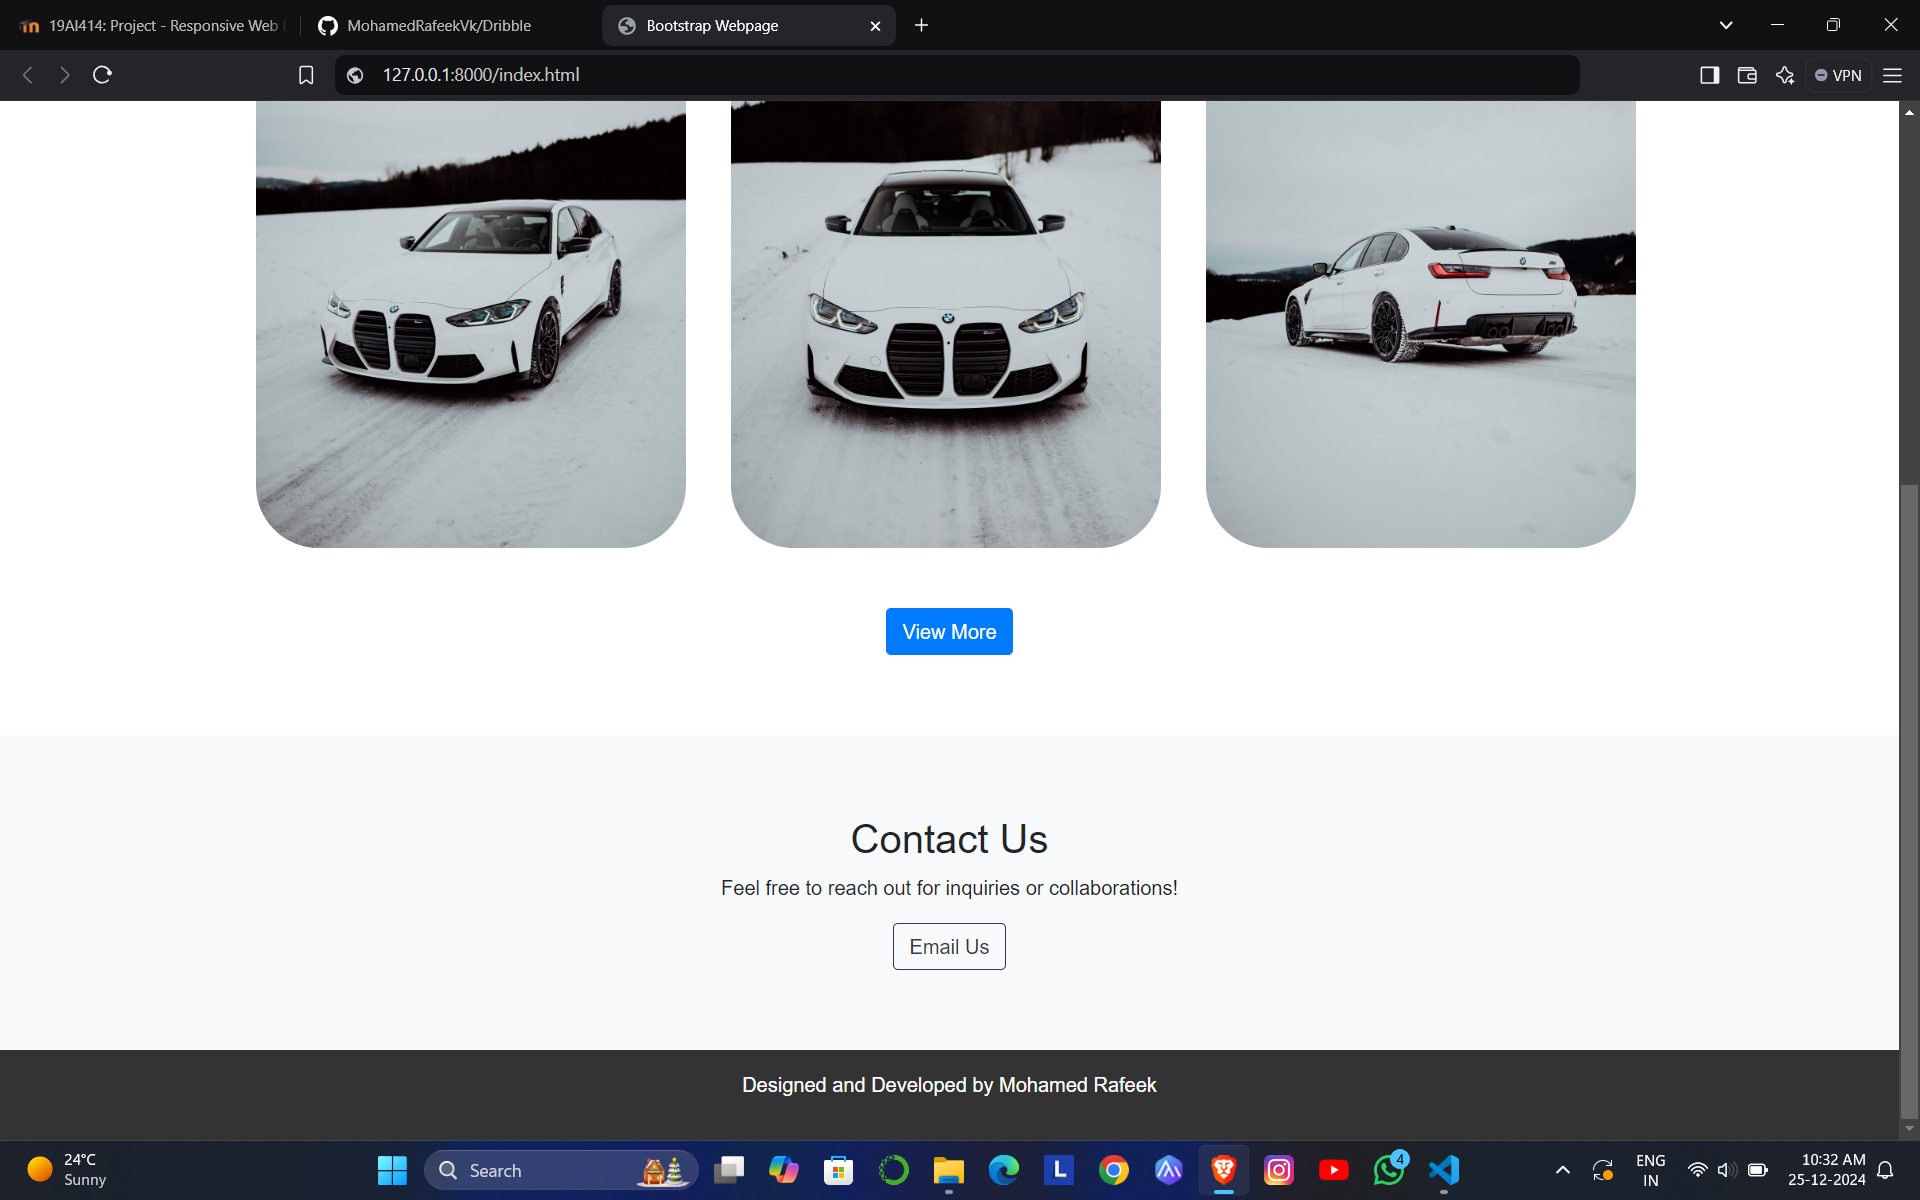 19AI414: Project - Responsive Web
MohamedRafeekVk/Dribble
Bootstrap Webpage
127.0.0.1:8000/index.html
VPN
View More
Contact Us
Feel free to reach out for inquiries or collaborations!
Email Us
Designed and Developed by Mohamed Rafeek
24°C
Sunny
Search
L
4
ENG
IN
10:32 AM
25-12-2024